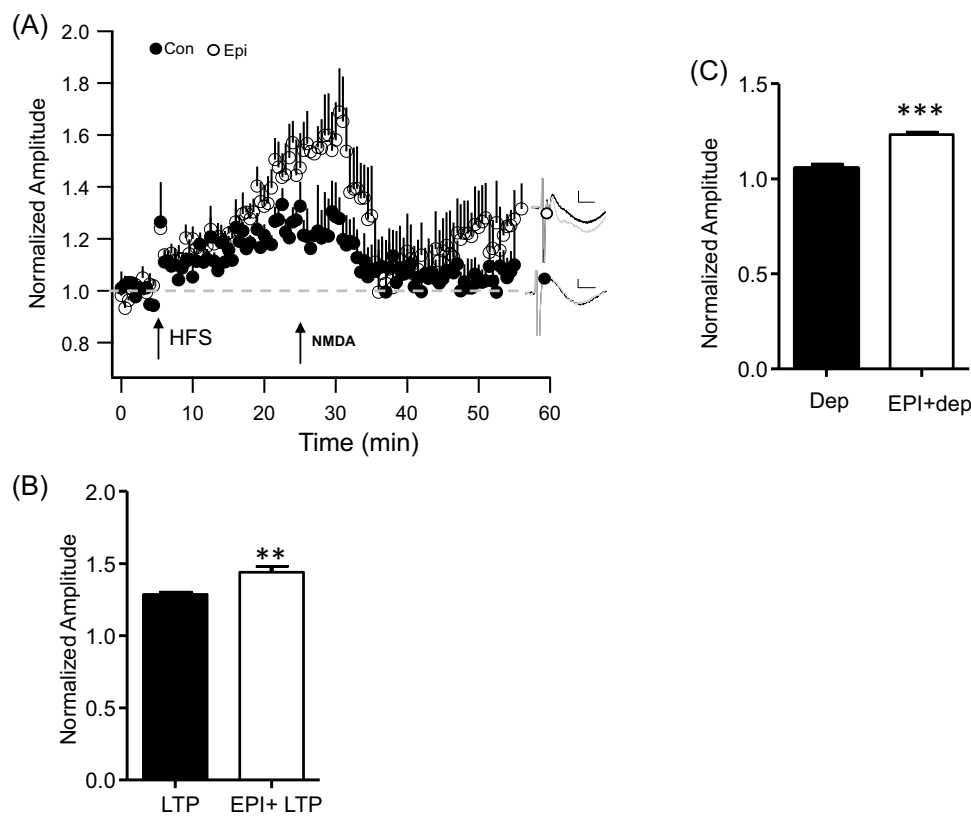 (A)
Normalized Amplitude
2.0
1.8
1.6
1.4
1.2
1.0
0.8
Con Epi
HFS
NMDA
0 10 20 30 40 50 60
Time (min)
(B)
Normalized Amplitude
2.0
1.5
1.0
0.5
0.0
**
LTP EPI+ LTP
(C)
Normalized Amplitude
1.5
1.0
0.5
0.0
***
Dep EPI+dep